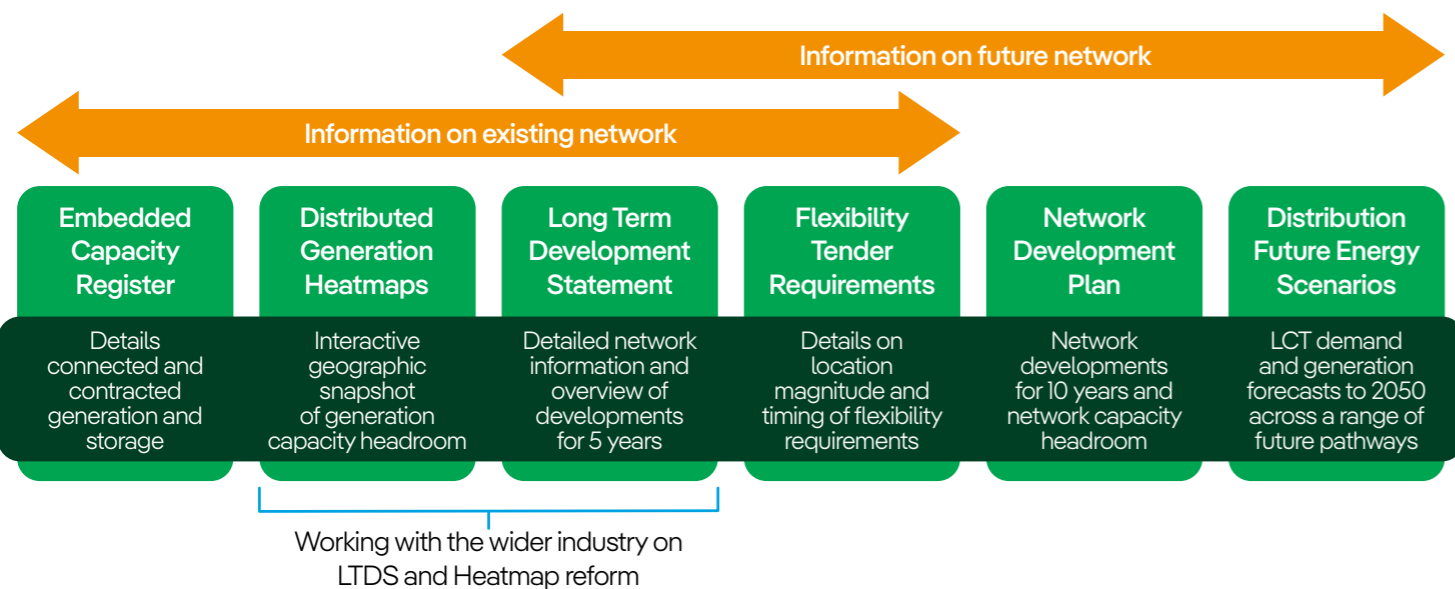 Information on future network
Information on existing network
Embedded
Capacity
Register
Details
connected and
contracted
generation and
storage
Distributed
Generation
Heatmaps
Interactive
geographic
snapshot
of generation
capacity headroom
Long Term
Development
Statement
Detailed network
information and
overview of
developments
for 5 years
Flexibility
Tender
Requirements
Details on
location
magnitude and
timing of flexibility
requirements
Network
Development
Plan
Network
developments
for 10 years and
network capacity
headroom
Distribution
Future Energy
Scenarios
LCT demand
and generation
forecasts to 2050
across a range of
future pathways
Working with the wider industry on
LTDS and Heatmap reform